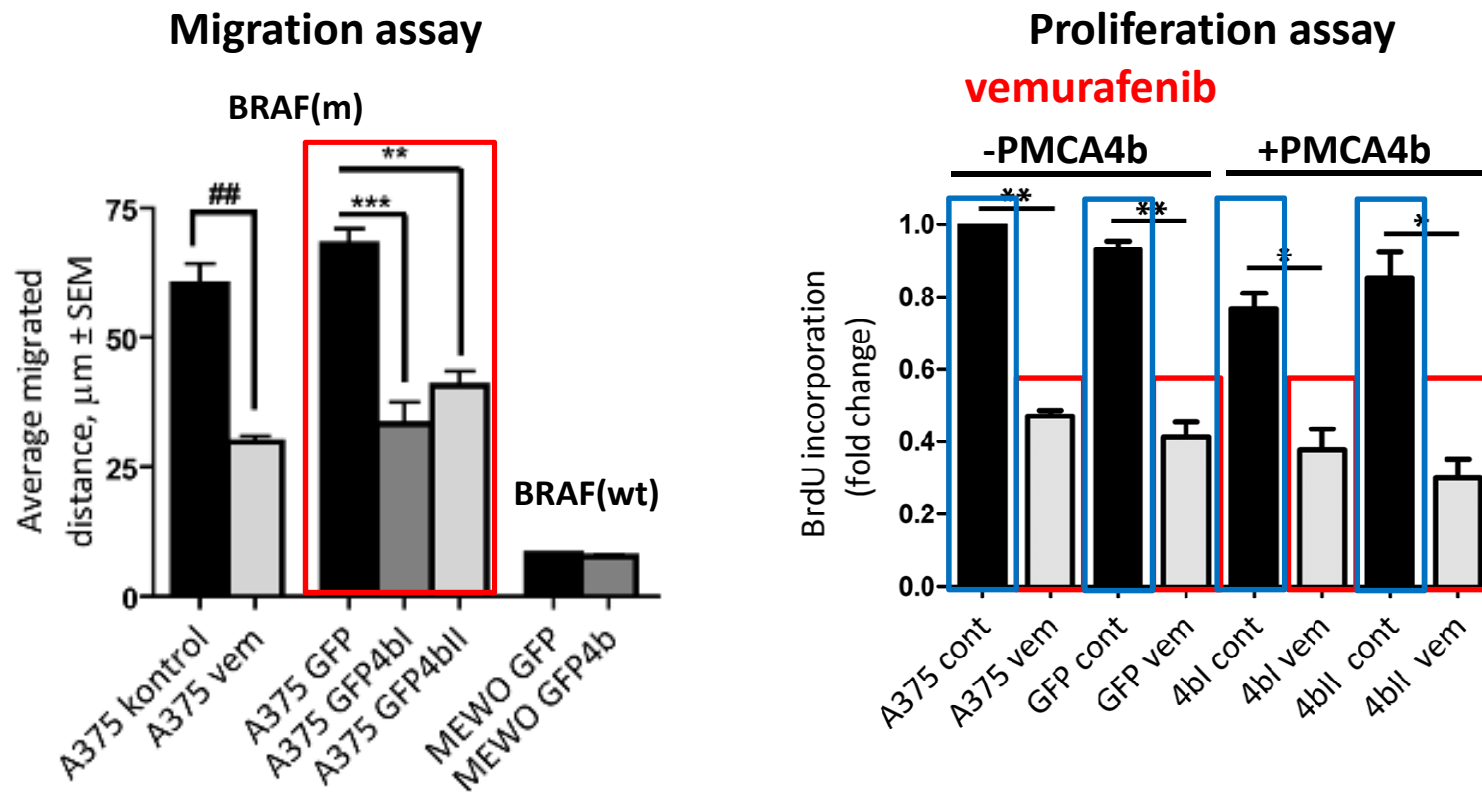 Migration assay
BRAF(m)
**
***
##
75
50
25
0
Average migrated
distance, μm ± SEM
BRAF(wt)
A375 kontrol
A375 vem
A375 GFP
A375 GFP4bI
A375 GFP4bII
MEWO GFP
MEWO GFP4b
Proliferation assay
vemurafenib
-PMCA4b
+PMCA4b
**
**
*
*
1.0
0.8
0.6
0.4
0.2
0.0
BrdU incorporation
(fold change)
A375 cont
A375 vem
GFP cont
GFP vem
4bI cont
4bI vem
4bII cont
4bII vem